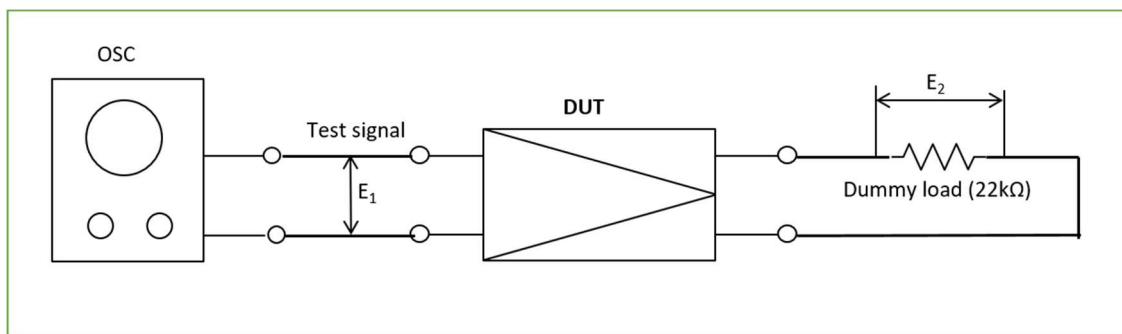 OSC
E₂
DUT
Test signal
E₁
Dummy load (22kΩ)